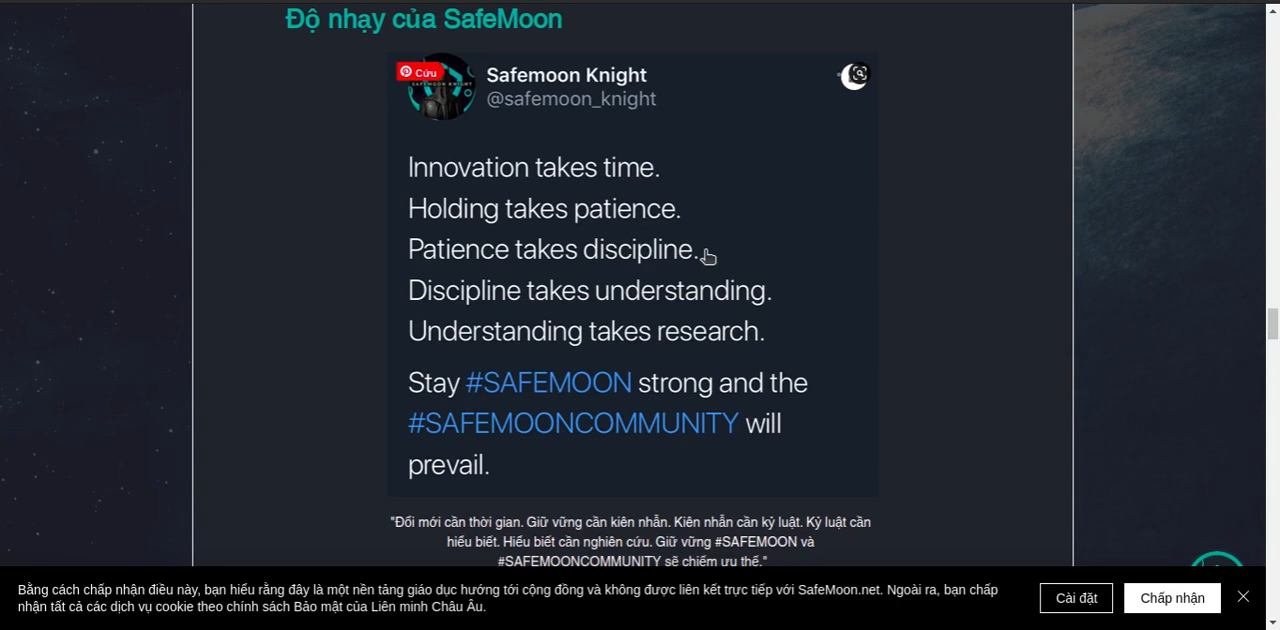 Độ nhạy của SafeMoon
Cứu
Safemoon Knight
@safemoon_knight
Innovation takes time.
Holding takes patience.
Patience takes discipline.
Discipline takes understanding.
Understanding takes research.
Stay #SAFEMOON strong and the
#SAFEMOONCOMMUNITY will
prevail.
"Đổi mới cần thời gian. Giữ vững cần kiên nhẫn. Kiên nhẫn cần kỷ luật. Kỷ luật cần
hiểu biết. Hiểu biết cần nghiên cứu. Giữ vững #SAFEMOON và
#SAFEMOONCOMMUNITY sẽ chiếm ưu thế."
Bằng cách chấp nhận điều này, bạn hiểu rằng đây là một nền tảng giáo dục hướng tới cộng đồng và không được liên kết trực tiếp với SafeMoon.net. Ngoài ra, bạn chấp
nhận tất cả các dịch vụ cookie theo chính sách Bảo mật của Liên minh Châu Âu.
Cài đặt
Chấp nhận